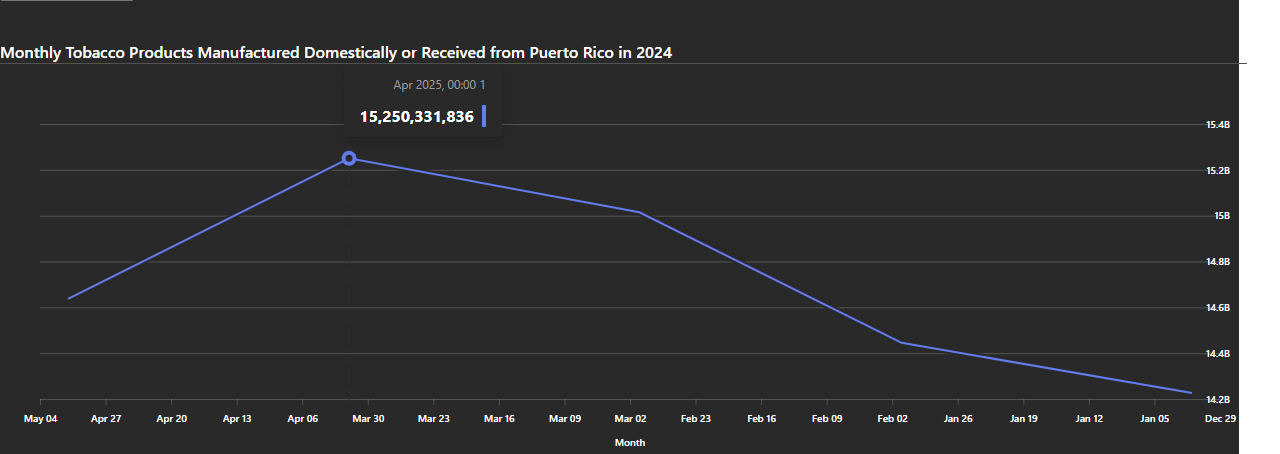 Monthly Tobacco Products Manufactured Domestically or Received from Puerto Rico in 2024
Apr 2025, 00:00 1
15,250,331,836
15.4B
15.2B
15B
14.8B
14.6B
14.4B
14.2B
May 04 Apr 27 Apr 20 Apr 13 Apr 06 Mar 30 Mar 23 Mar 16 Mar 09 Mar 02 Feb 23 Feb 16 Feb 09 Feb 02 Jan 26 Jan 19 Jan 12 Jan 05 Dec 29
Month